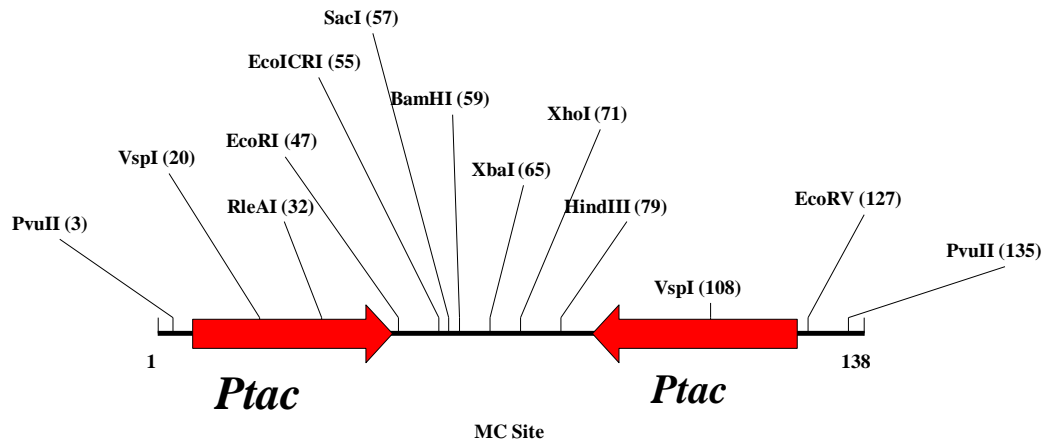 SacI (57)
EcoICRI (55)
BamHI (59)
XhoI (71)
EcoRI (47)
VspI (20)
XbaI (65)
RleAI (32)
HindIII (79)
EcoRV (127)
PvuII (3)
PvuII (135)
VspI (108)
1
138
Ptac
Ptac
MC Site